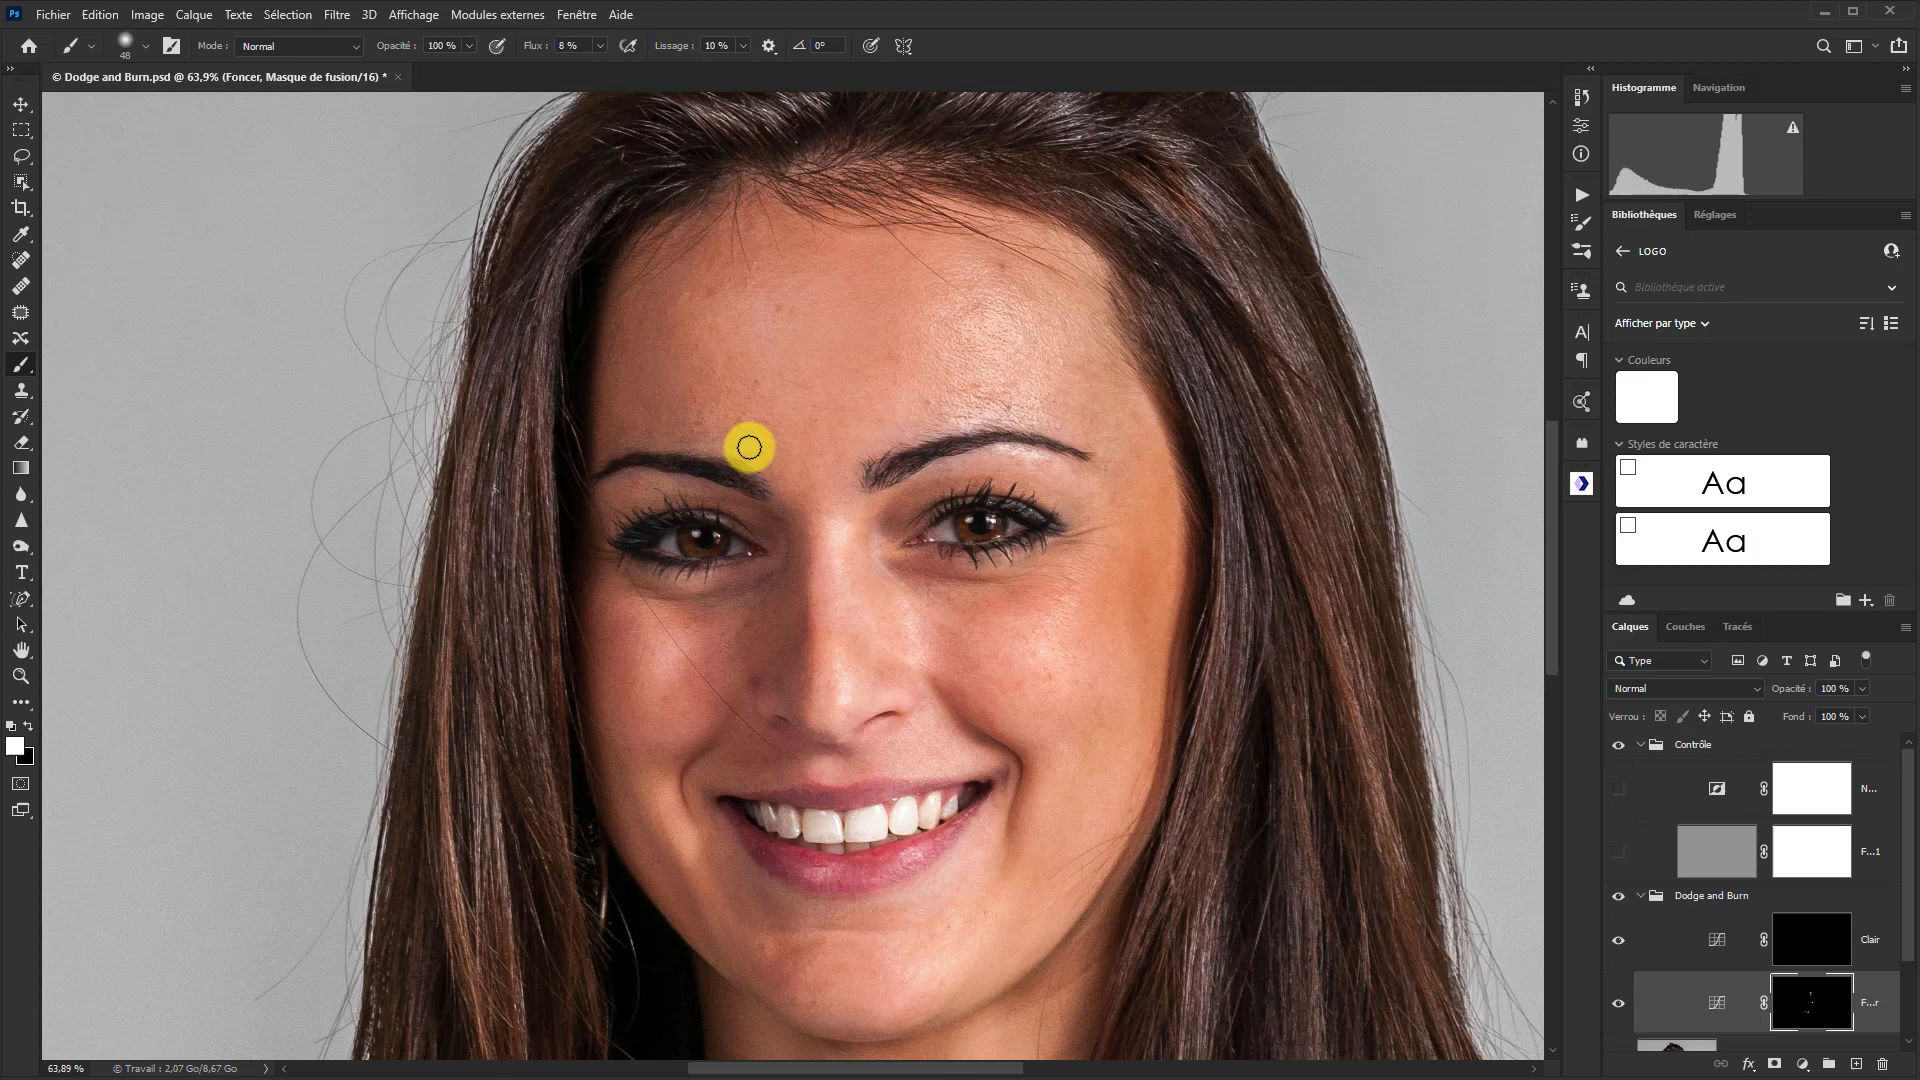 Ps Fichier Edition Image Calque Texte Sélection Filtre 3D Affichage Modules externes Fenêtre Aide
48 Mode : Normal Opacité : 100 % Flux : 8 % Lissage : 10 % 0°
© Dodge and Burn.psd @ 63,9% (Foncer, Masque de fusion/16) * ×
Histogramme Navigation
Bibliothèques Réglages
LOGO
Bibliothèque active
Afficher par type
Couleurs
Styles de caractère
Aa
Aa
Calques Couches Tracés
Type
Normal Opacité : 100 %
Verrou : Fond : 100 %
Contrôle
N...
F...1
Dodge and Burn
Clair
F...r
63,89 % © Travail : 2,07 Go/8,67 Go